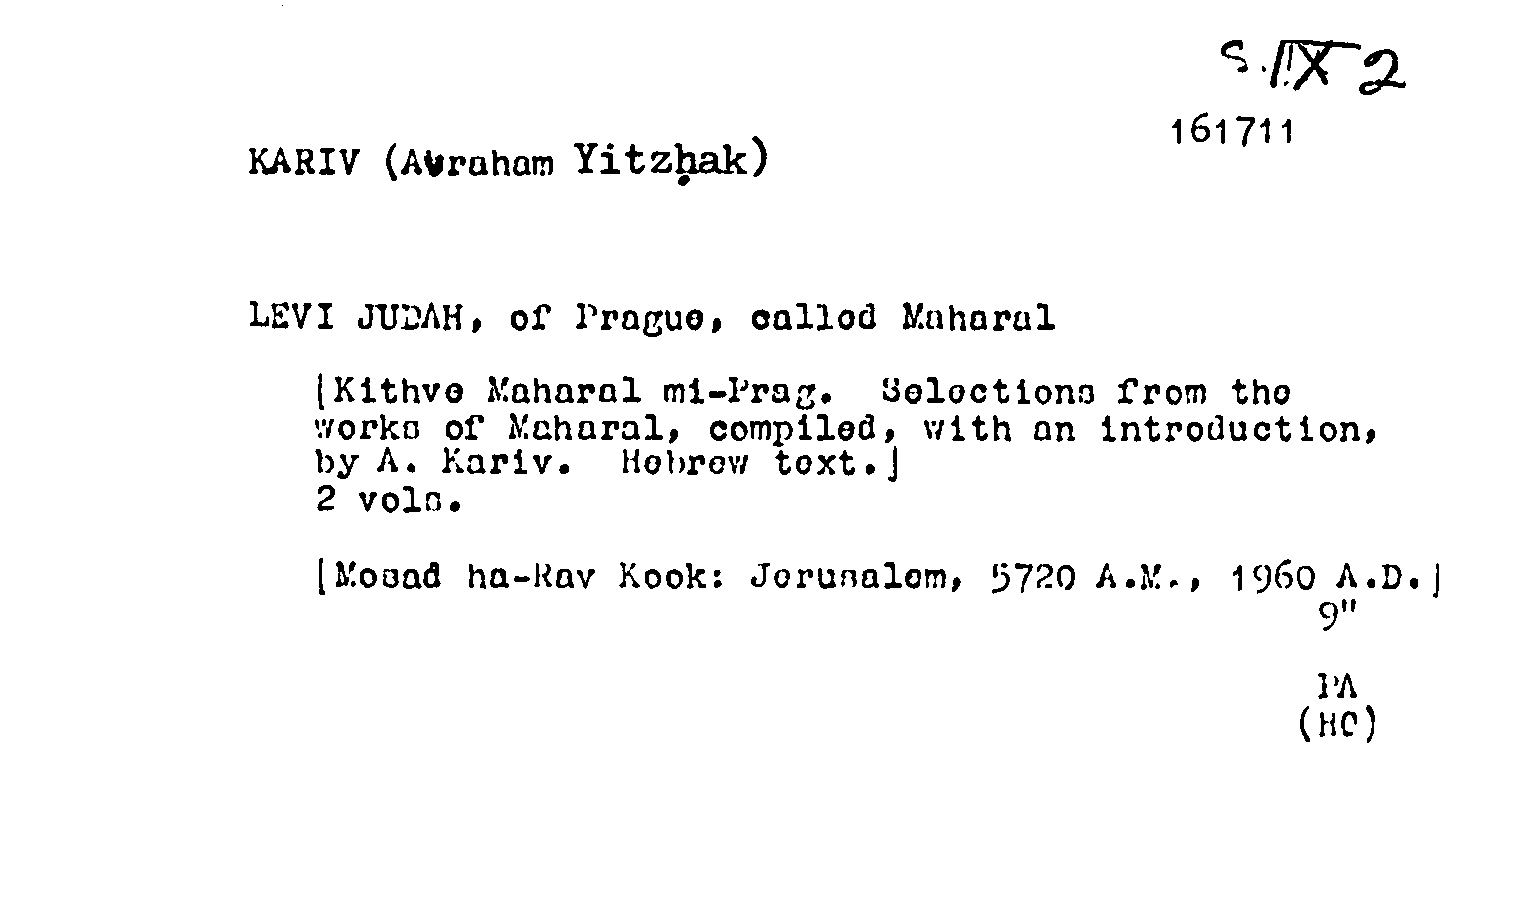 S.IX 2
161711
KARIV (Avraham Yitzḥak)
LEVI JUDAH, of Prague, called Maharal
[Kithve Maharal mi-Prag. Selections from the
works of Maharal, compiled, with an introduction,
by A. Kariv. Hebrew text.]
2 vols.
[Mosad ha-Rav Kook: Jerusalem, 5720 A.M., 1960 A.D.]
9"
PA
(HC)